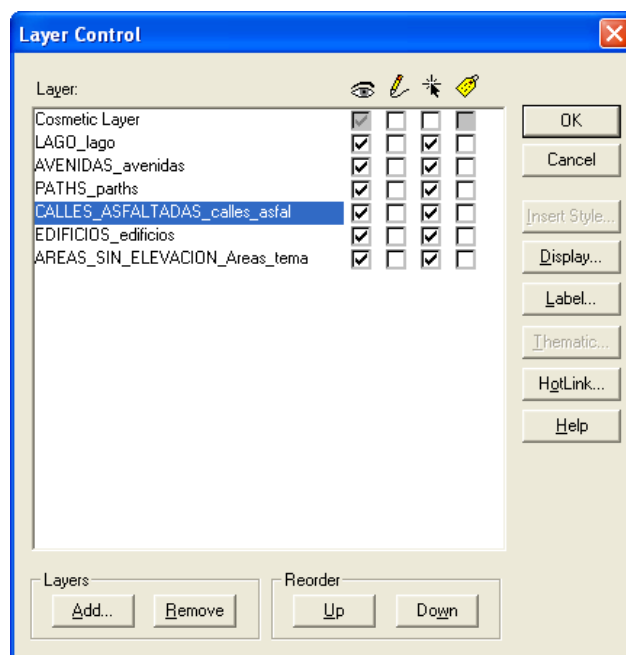 Layer Control
Layer:
Cosmetic Layer
LAGO_lago
AVENIDAS_avenidas
PATHS_parths
CALLES_ASFALTADAS_calles_asfal
EDIFICIOS_edificios
AREAS_SIN_ELEVACION_Areas_tema
OK
Cancel
Insert Style...
Display...
Label...
Thematic...
HotLink...
Help
Layers
Add...
Remove
Reorder
Up
Down